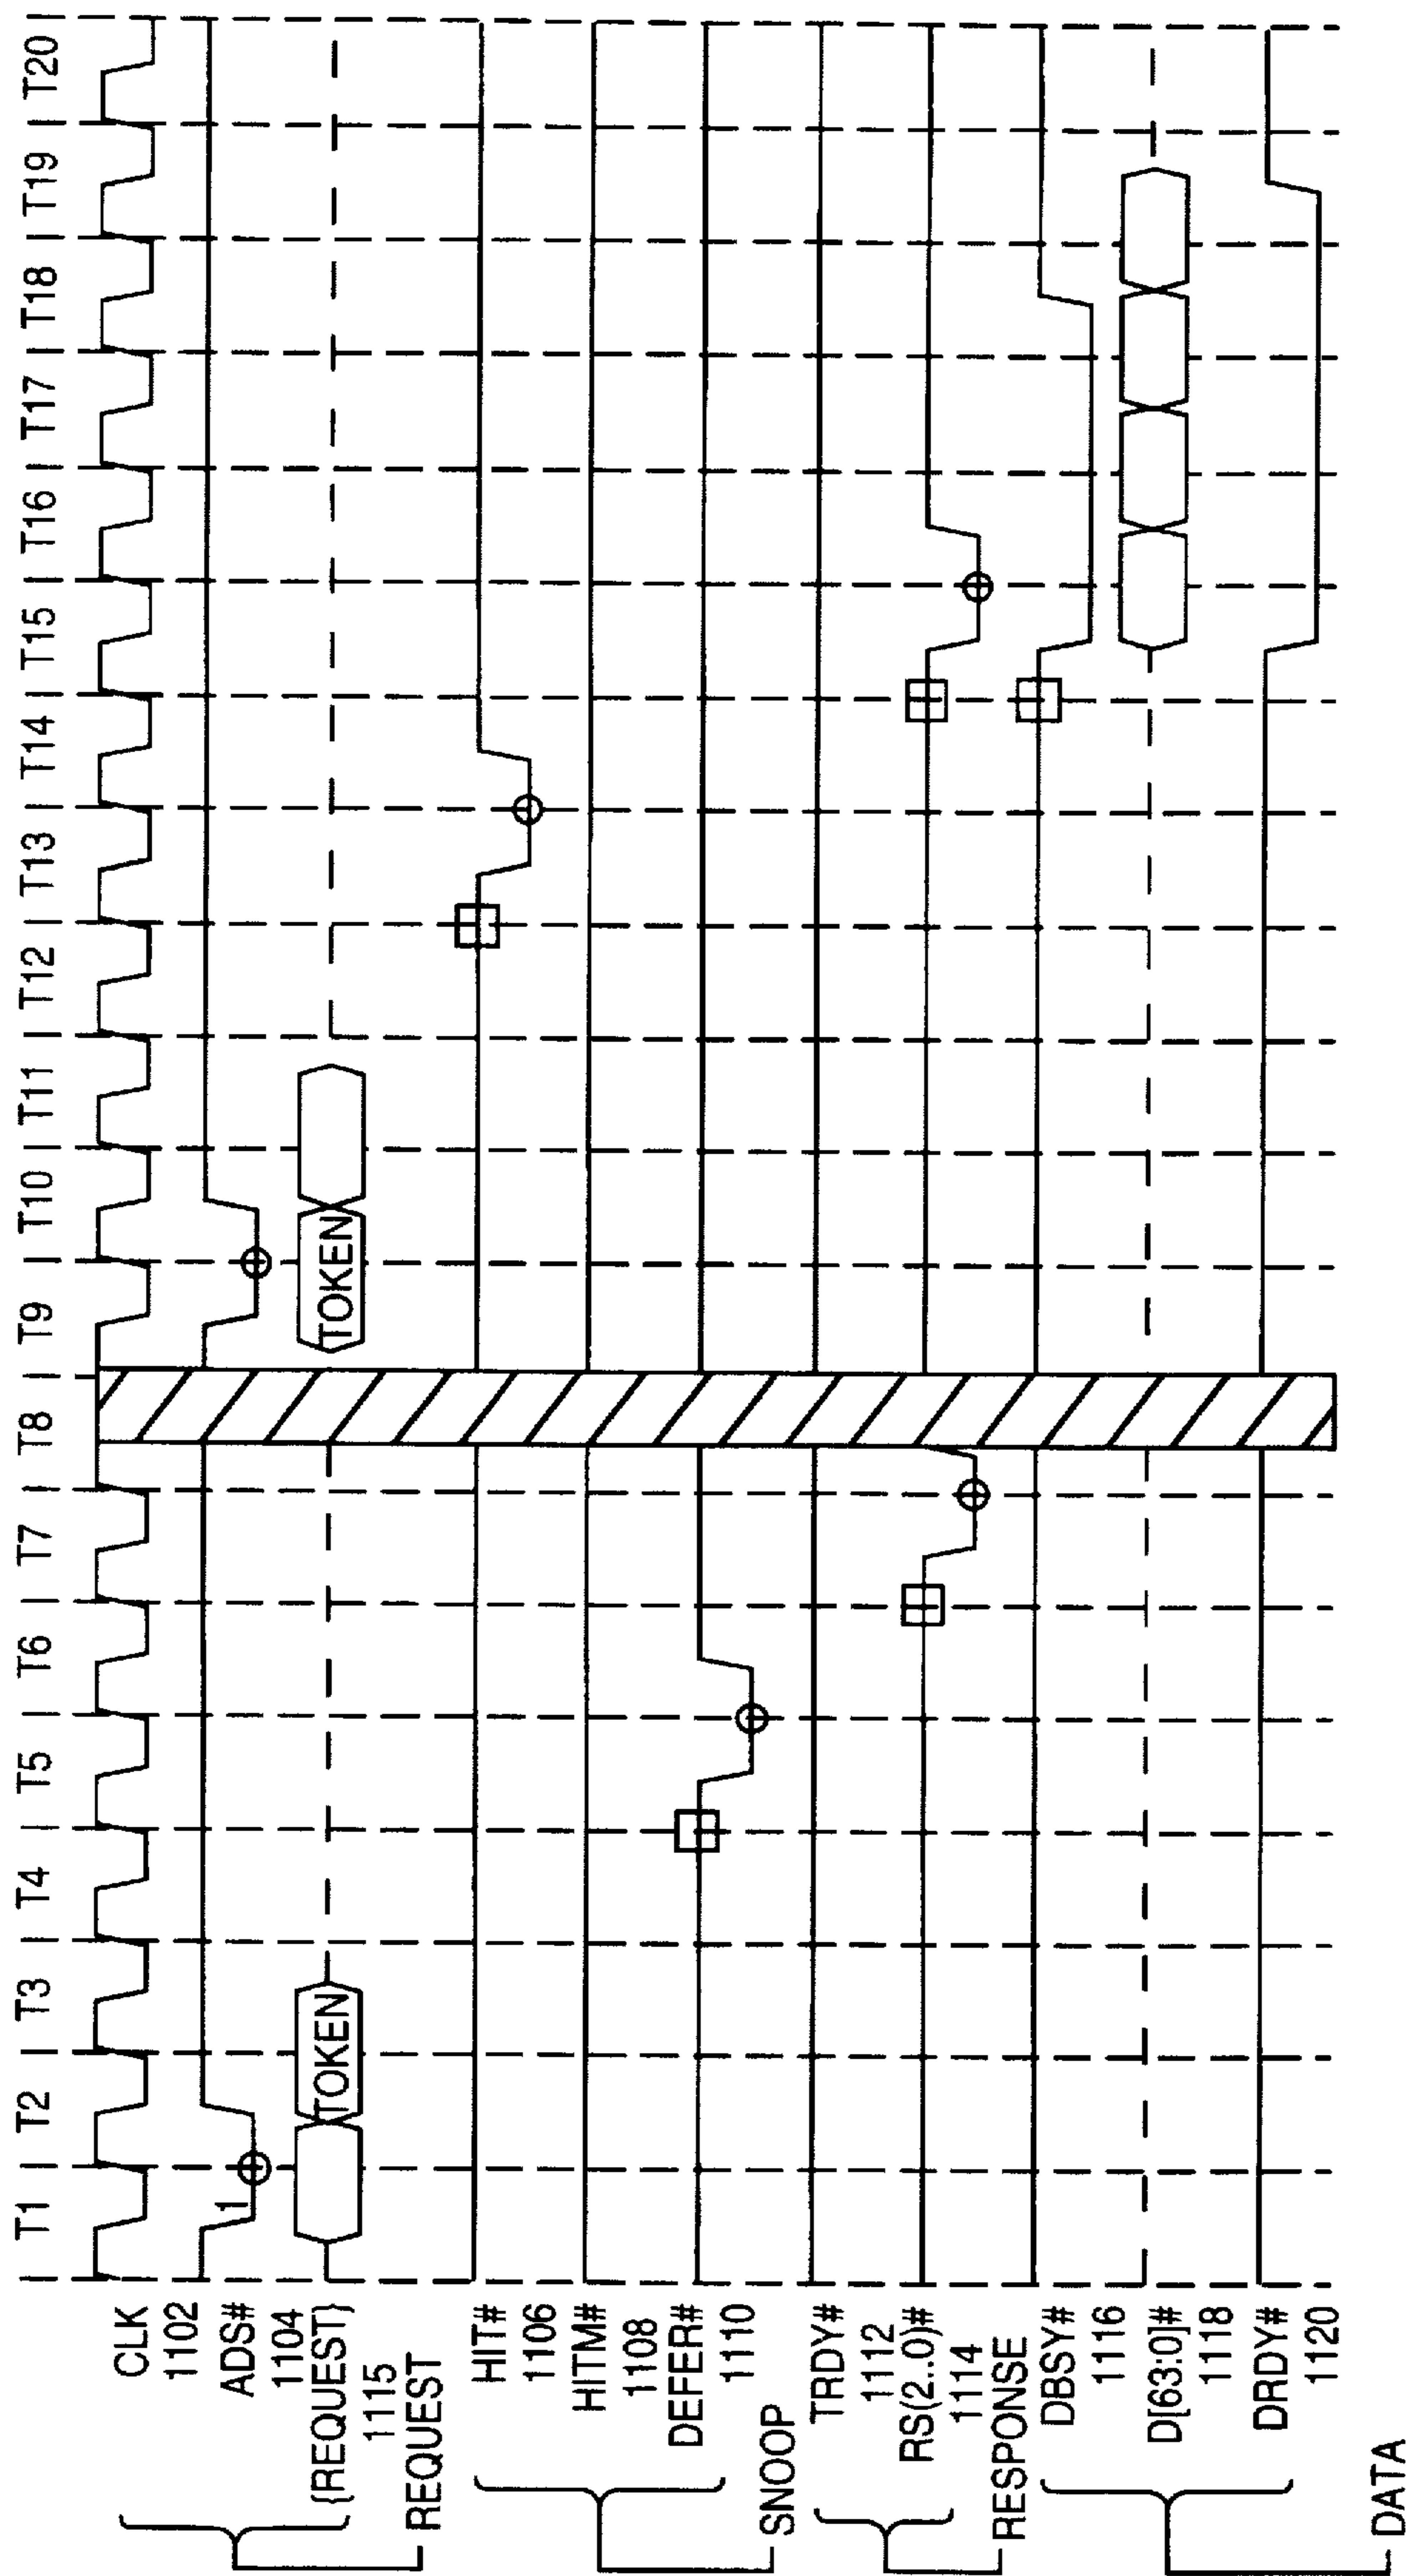 T1 T2 T3 T4 T5 T6 T7 T8 T9 T10 T11 T12 T13 T14 T15 T16 T17 T18 T19 T20
CLK
1102
ADS#
1104
1
{REQUEST}
TOKEN TOKEN
1115
REQUEST
HIT#
1106
HITM#
1108
DEFER#
1110
SNOOP
TRDY#
1112
RS(2..0)#
1114
RESPONSE
DBSY#
1116
D[63:0]#
1118
DRDY#
1120
DATA